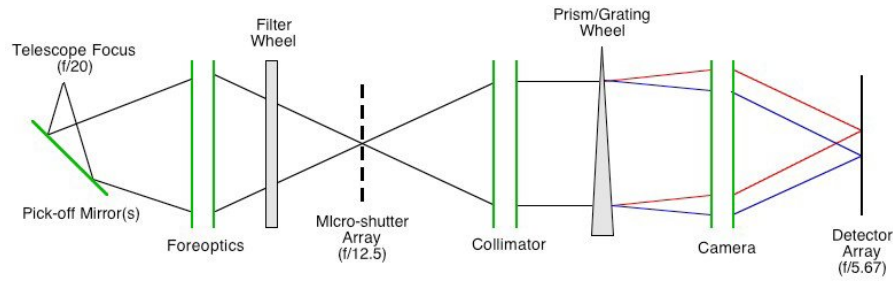 Telescope Focus
(f/20)
Pick-off Mirror(s)
Foreoptics
Filter
Wheel
MIcro-shutter
Array
(f/12.5)
Collimator
Prism/Grating
Wheel
Camera
Detector
Array
(f/5.67)